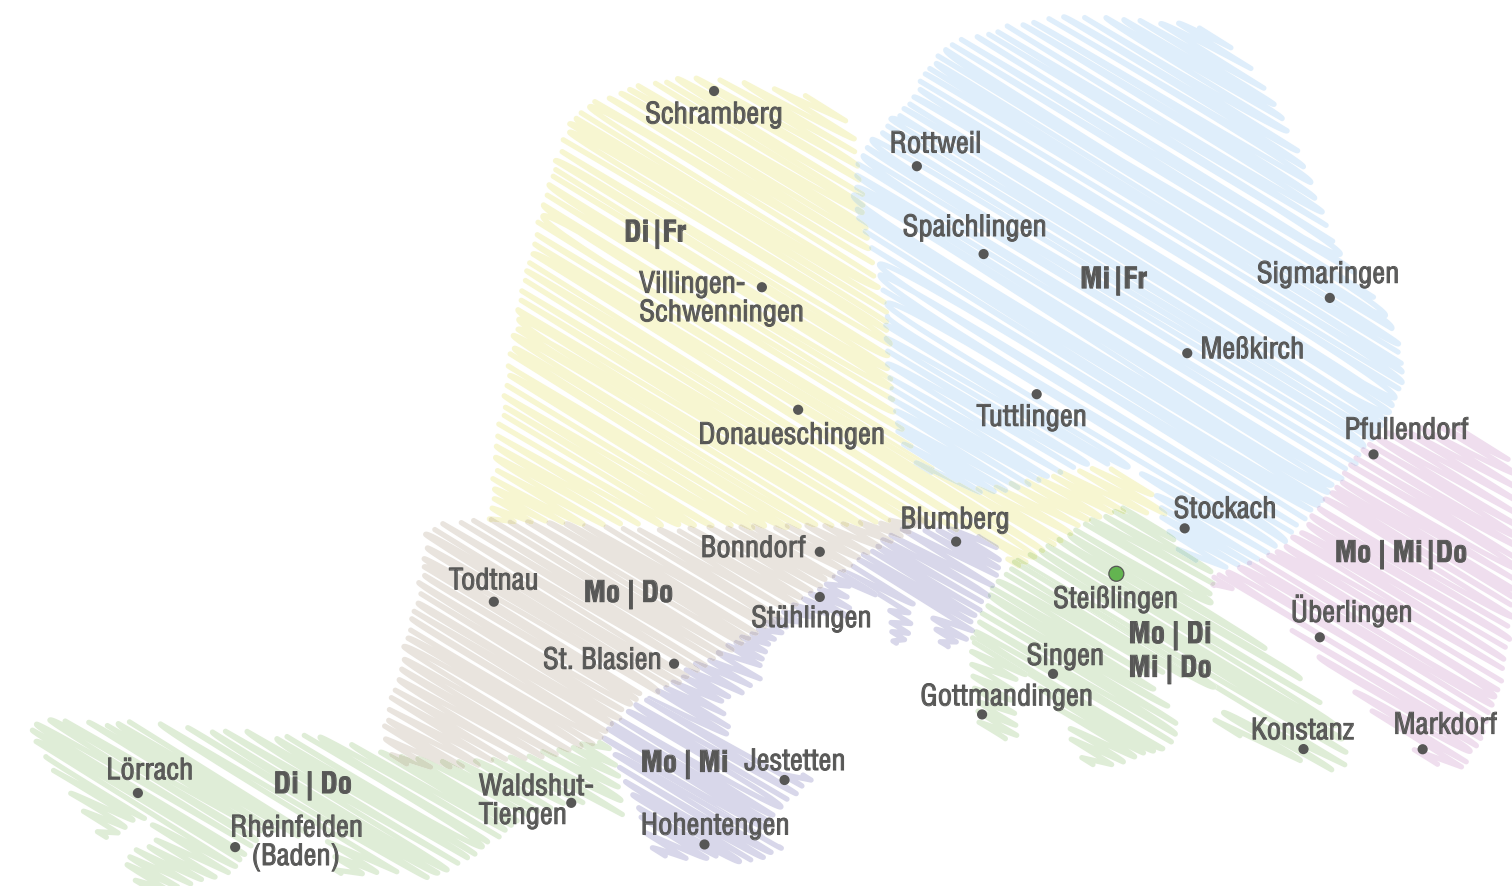 Schramberg
Rottweil
Spaichlingen
Di | Fr
Mi | Fr
Sigmaringen
Villingen-
Schwenningen
Meßkirch
Tuttlingen
Donaueschingen
Pfullendorf
Stockach
Blumberg
Bonndorf
Mo | Mi | Do
Todtnau
Mo | Do
Steißlingen
Stühlingen
Überlingen
Mo | Di
Mi | Do
St. Blasien
Singen
Gottmandingen
Konstanz
Markdorf
Lörrach
Di | Do
Mo | Mi
Jestetten
Waldshut-
Tiengen
Rheinfelden
(Baden)
Hohentengen